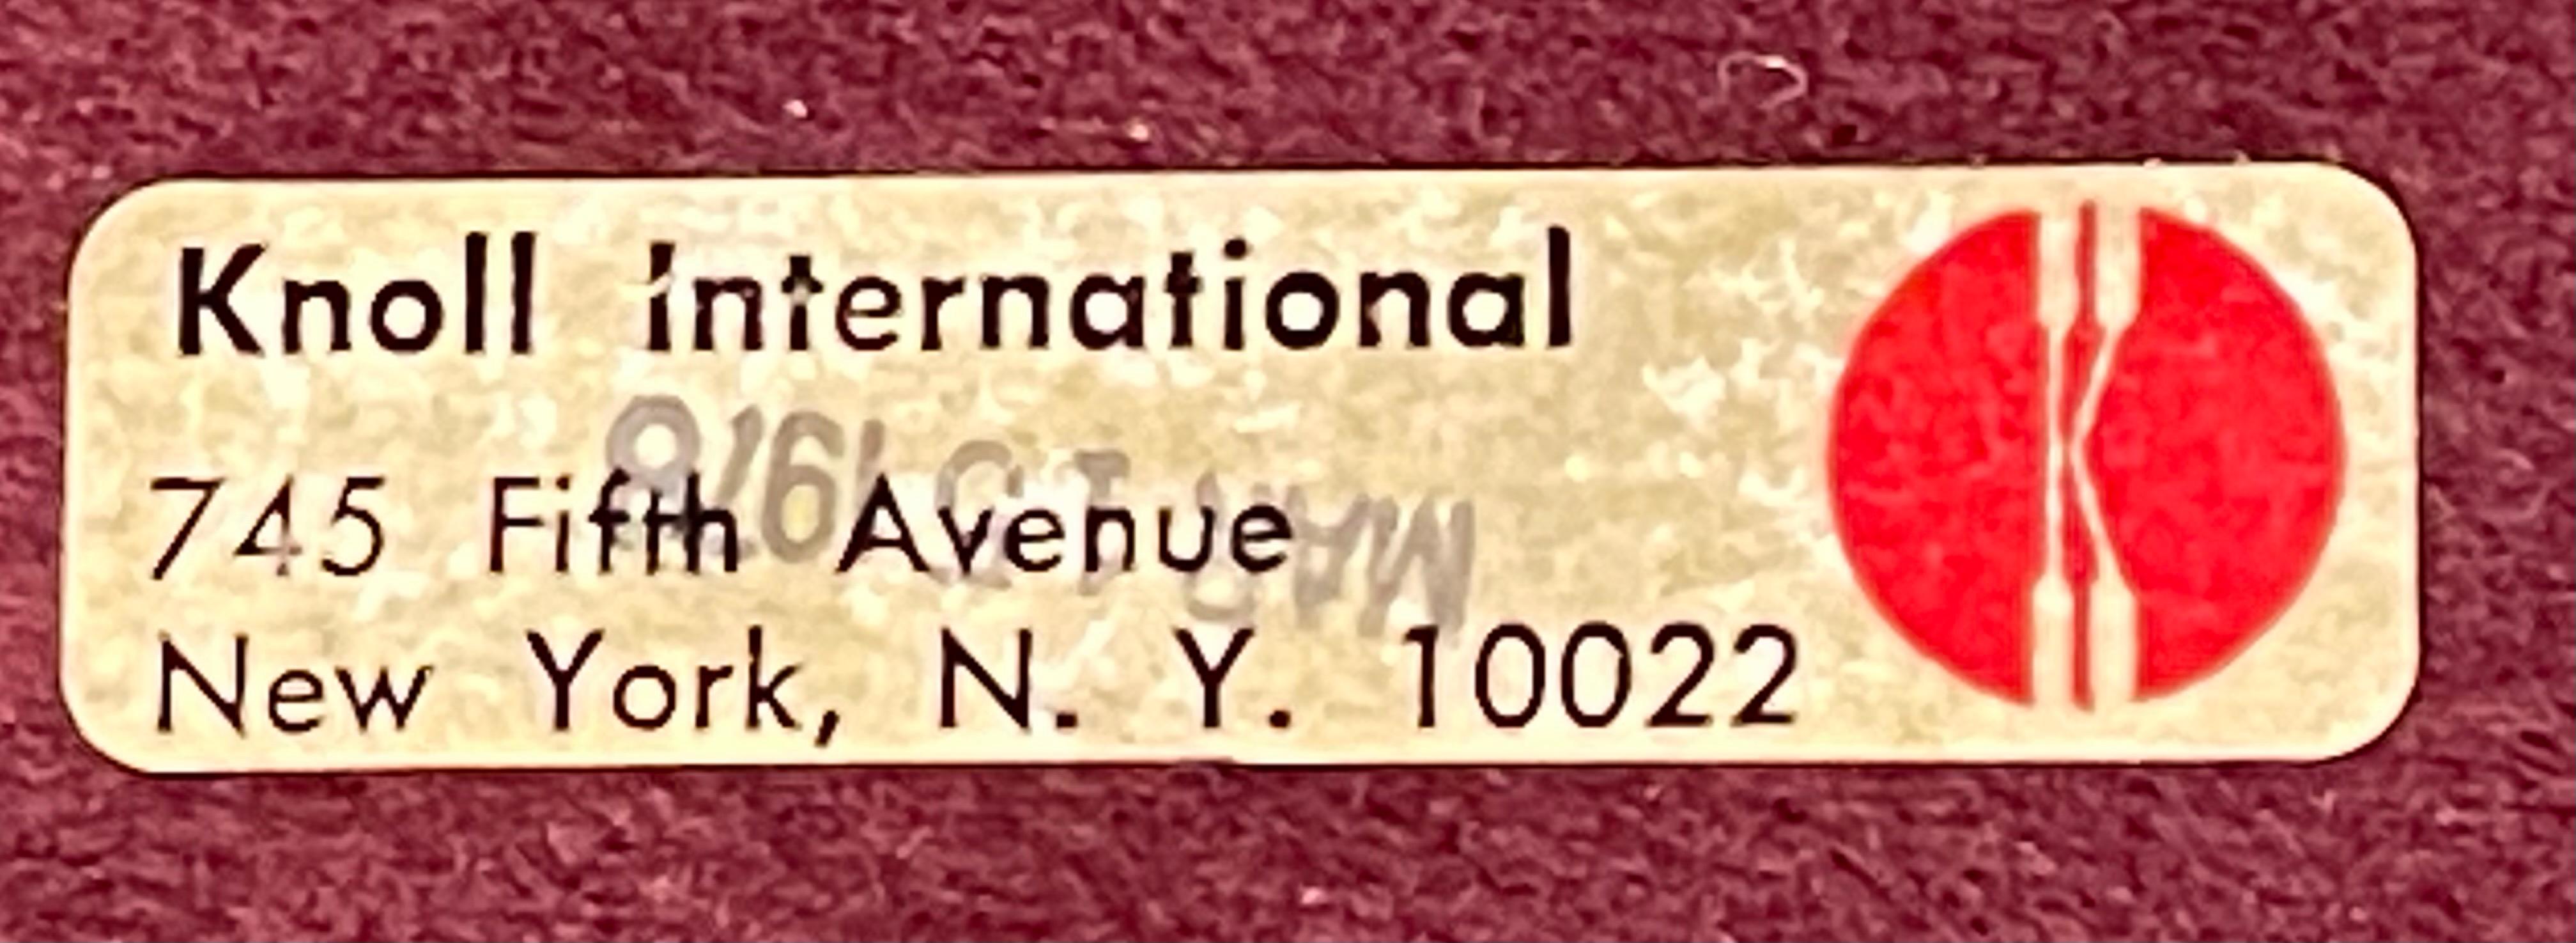 Knoll International
745 Fifth Avenue
New York, N. Y. 10022